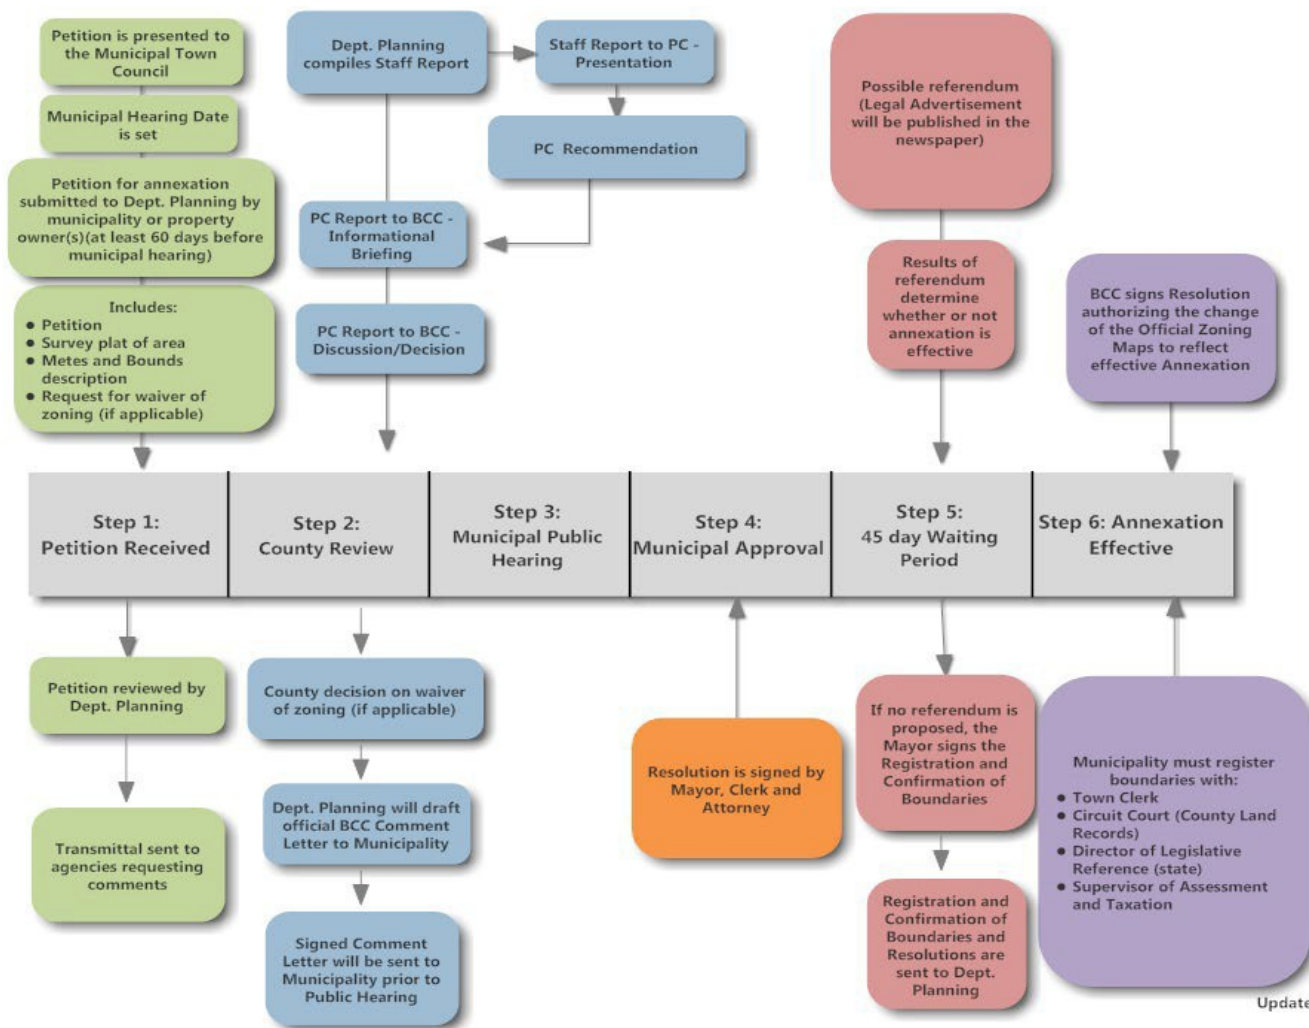 Petition is presented to
the Municipal Town
Council
Municipal Hearing Date
is set
Petition for annexation
submitted to Dept. Planning by
municipality or property
owner(s)(at least 60 days before
municipal hearing)
Includes:
● Petition
● Survey plat of area
● Metes and Bounds
description
● Request for waiver of
zoning (if applicable)
Dept. Planning
compiles Staff Report
Staff Report to PC -
Presentation
PC Recommendation
PC Report to BCC -
Informational
Briefing
PC Report to BCC -
Discussion/Decision
Possible referendum
(Legal Advertisement
will be published in the
newspaper)
Results of
referendum
determine
whether or not
annexation is
effective
BCC signs Resolution
authorizing the change
of the Official Zoning
Maps to reflect
effective Annexation
Step 1:
Petition Received
Step 2:
County Review
Step 3:
Municipal Public
Hearing
Step 4:
Municipal Approval
Step 5:
45 day Waiting
Period
Step 6: Annexation
Effective
Petition reviewed by
Dept. Planning
Transmittal sent to
agencies requesting
comments
County decision on waiver
of zoning (if applicable)
Dept. Planning will draft
official BCC Comment
Letter to Municipality
Signed Comment
Letter will be sent to
Municipality prior to
Public Hearing
Resolution is signed by
Mayor, Clerk and
Attorney
If no referendum is
proposed, the
Mayor signs the
Registration and
Confirmation of
Boundaries
Registration and
Confirmation of
Boundaries and
Resolutions are
sent to Dept.
Planning
Municipality must register
boundaries with:
● Town Clerk
● Circuit Court (County Land
Records)
● Director of Legislative
Reference (state)
● Supervisor of Assessment
and Taxation
Update